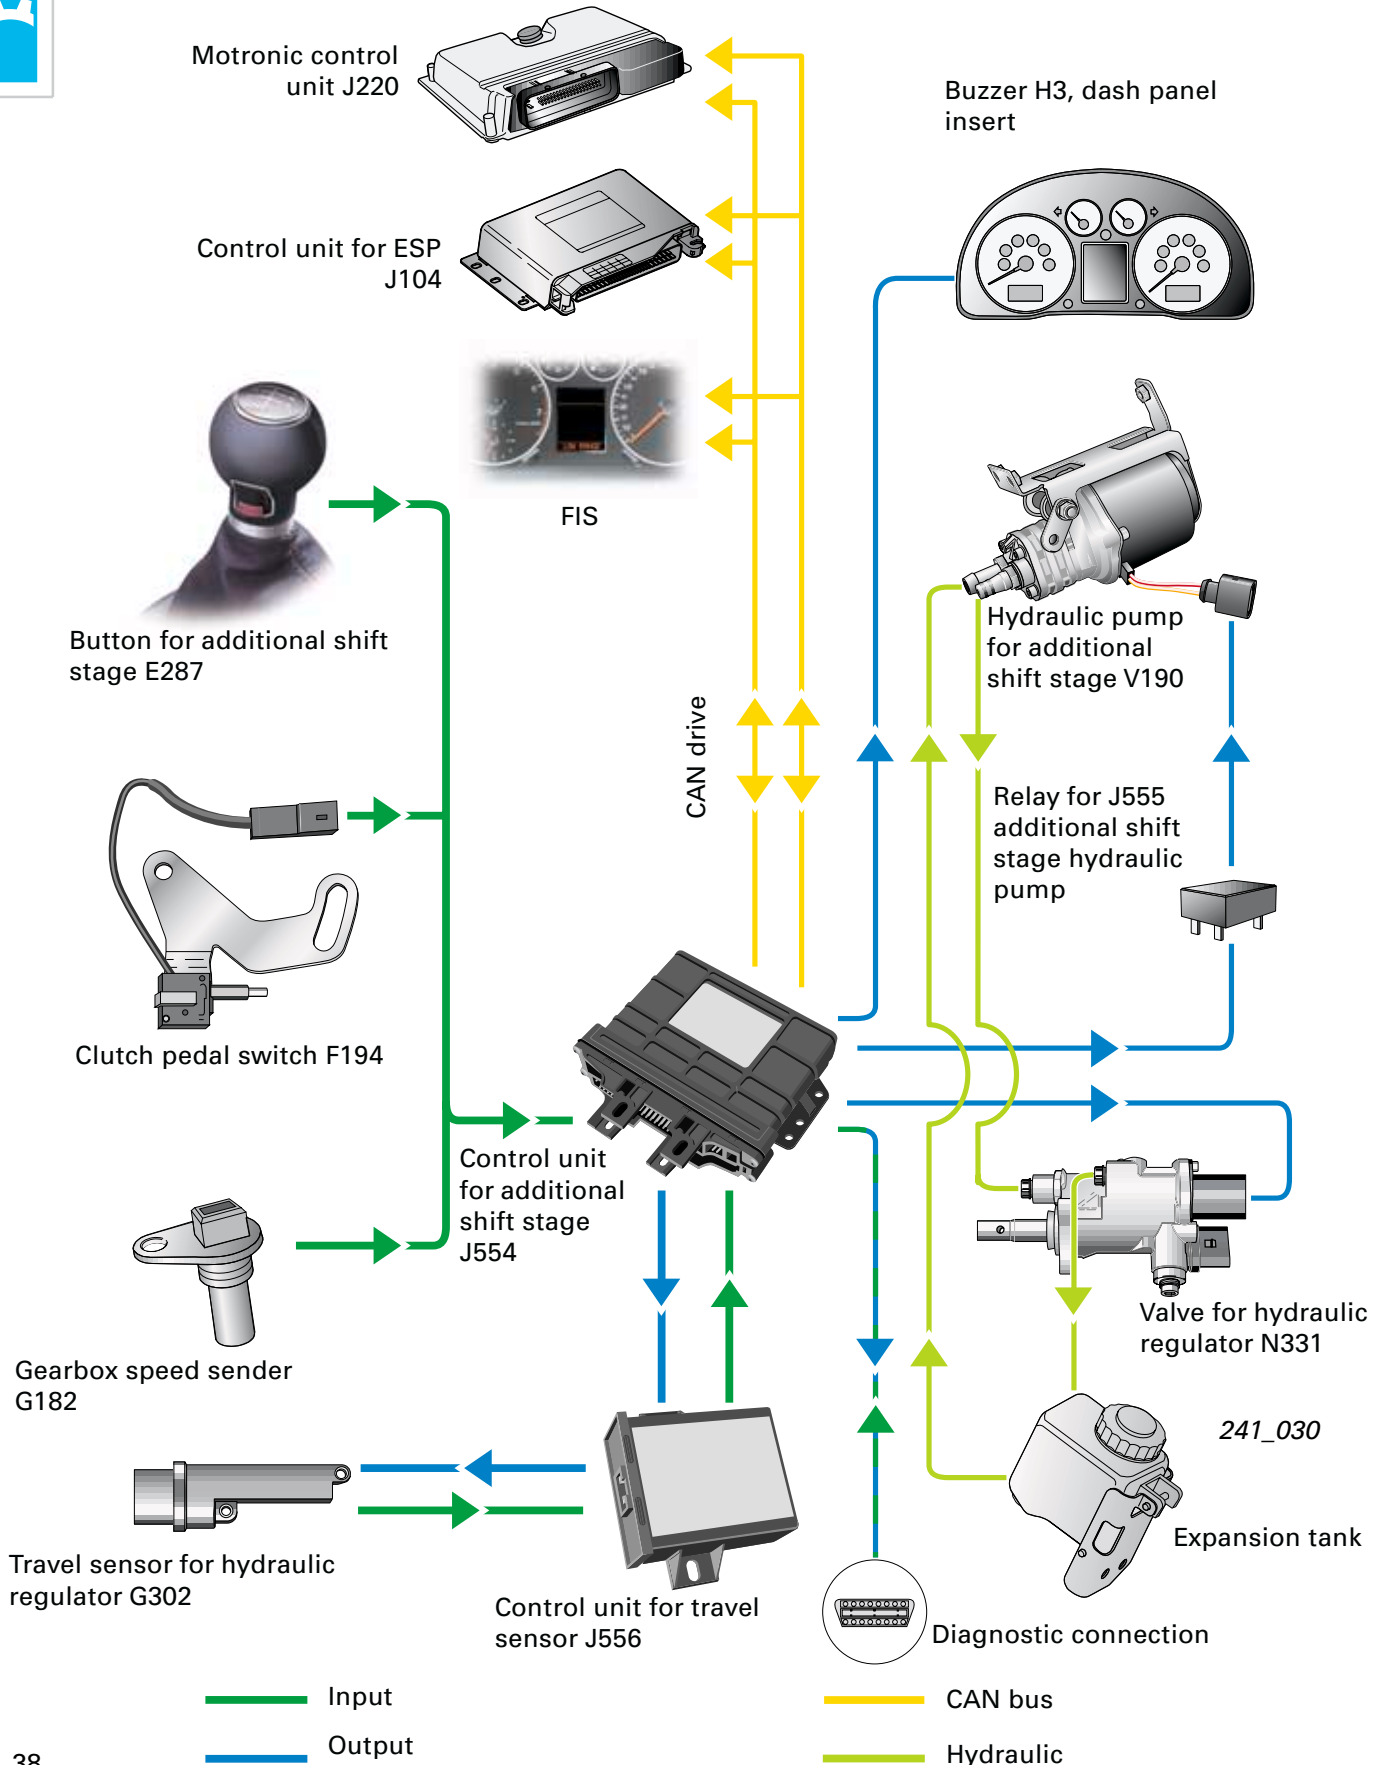 Motronic control
unit J220
Buzzer H3, dash panel
insert
Control unit for ESP
J104
FIS
Button for additional shift
stage E287
Hydraulic pump
for additional
shift stage V190
CAN drive
Relay for J555
additional shift
stage hydraulic
pump
Clutch pedal switch F194
Control unit
for additional
shift stage
J554
Valve for hydraulic
regulator N331
Gearbox speed sender
G182
241_030
Expansion tank
Travel sensor for hydraulic
regulator G302
Control unit for travel
sensor J556
Diagnostic connection
Input
CAN bus
Output
Hydraulic
38